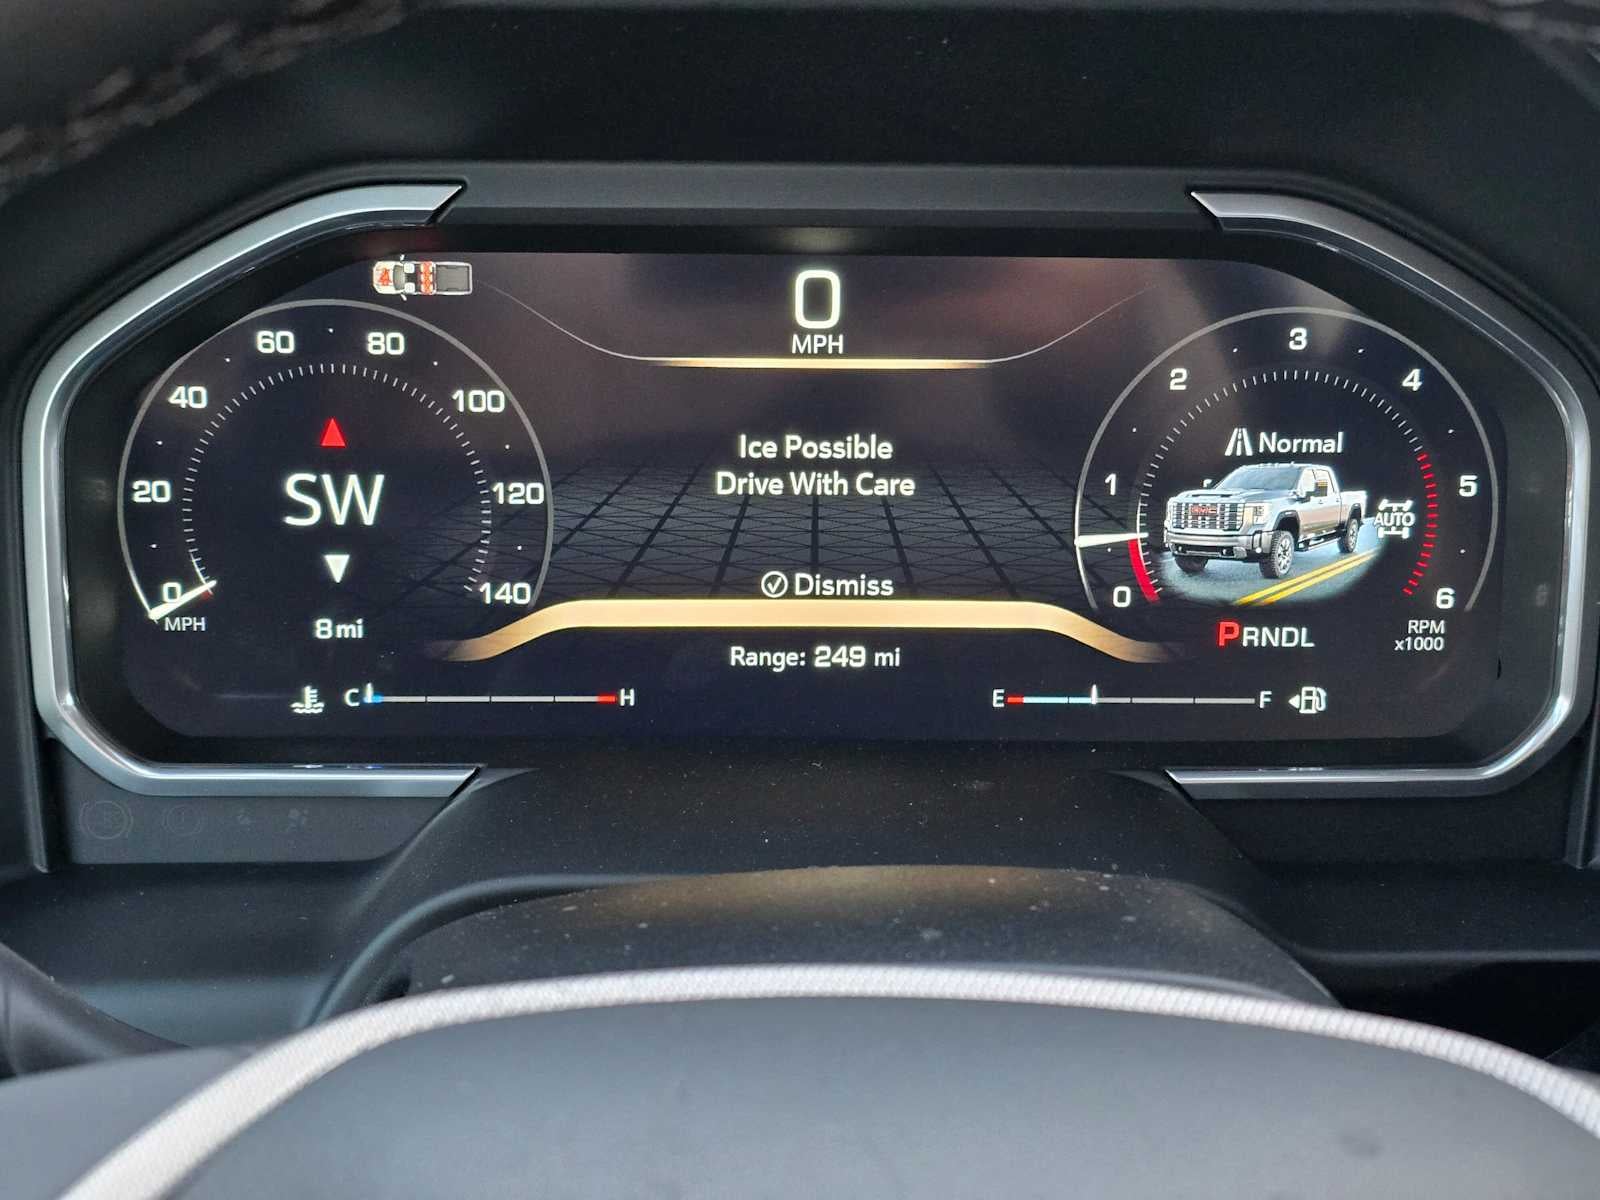 0
MPH
Ice Possible
Drive With Care
Dismiss
Range: 249 mi
0
20
40
60
80
100
120
140
MPH
SW
8 mi
C
H
0
1
2
3
4
5
6
Normal
GMC
AUTO
PRNDL
RPM
x1000
E
F